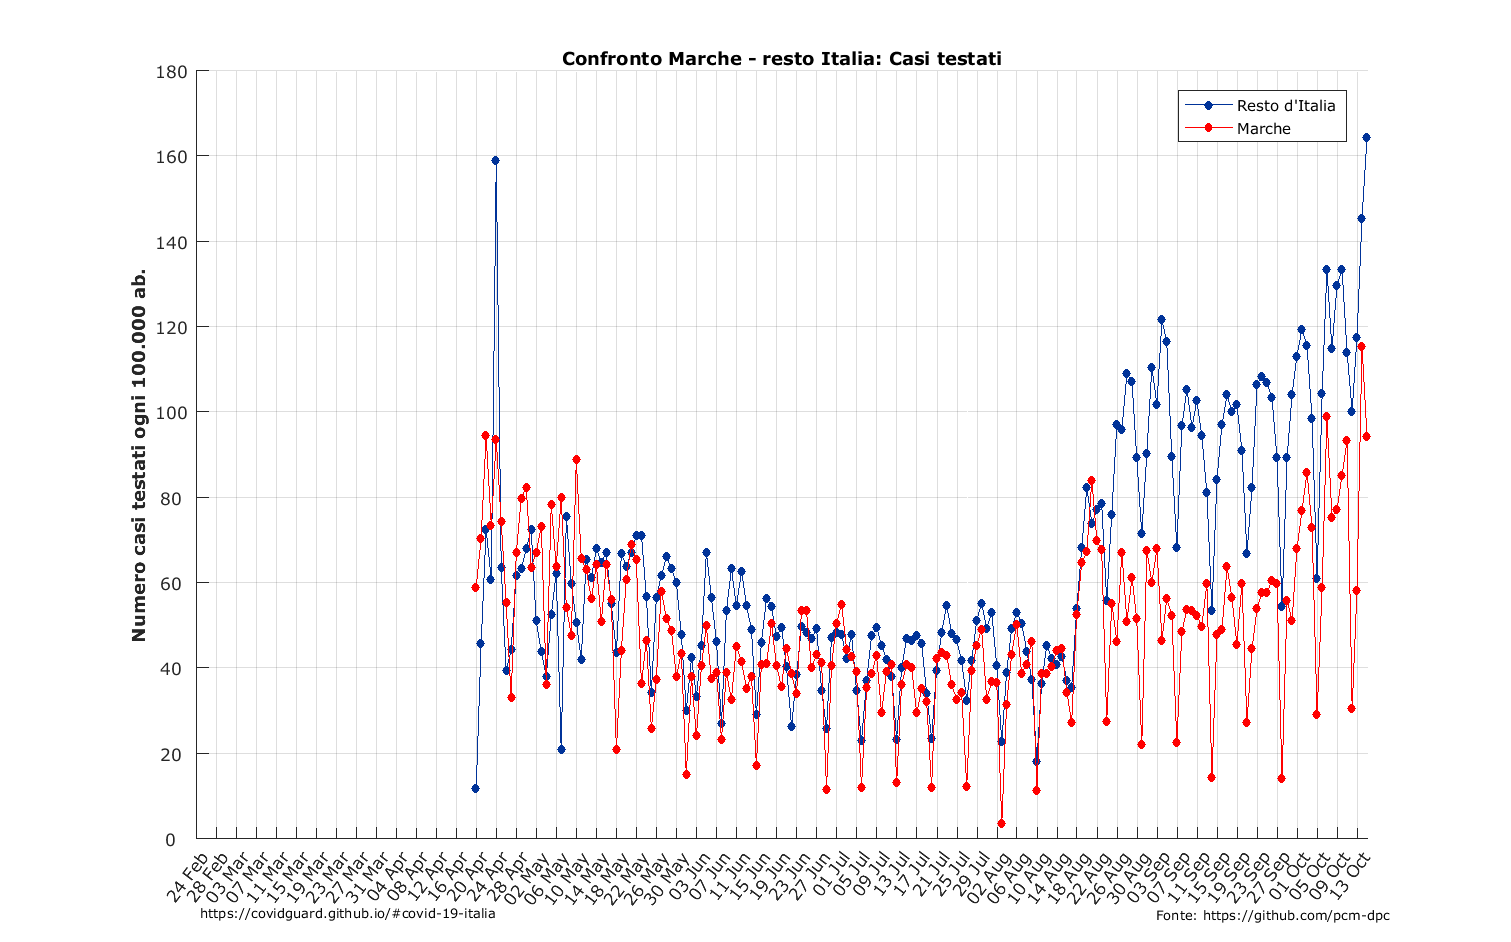 Confronto Marche - resto Italia: Casi testati
Resto d'Italia
Marche
Numero casi testati ogni 100.000 ab.
180
160
140
120
100
80
60
40
20
0
24 Feb
28 Feb
03 Mar
07 Mar
11 Mar
15 Mar
19 Mar
23 Mar
27 Mar
31 Mar
04 Apr
08 Apr
12 Apr
16 Apr
20 Apr
24 Apr
28 Apr
02 May
06 May
10 May
14 May
18 May
22 May
26 May
30 May
03 Jun
07 Jun
11 Jun
15 Jun
19 Jun
23 Jun
27 Jun
01 Jul
05 Jul
09 Jul
13 Jul
17 Jul
21 Jul
25 Jul
29 Jul
02 Aug
06 Aug
10 Aug
14 Aug
18 Aug
22 Aug
26 Aug
30 Aug
03 Sep
07 Sep
11 Sep
15 Sep
19 Sep
23 Sep
27 Sep
01 Oct
05 Oct
09 Oct
13 Oct
https://covidguard.github.io/#covid-19-italia
Fonte: https://github.com/pcm-dpc